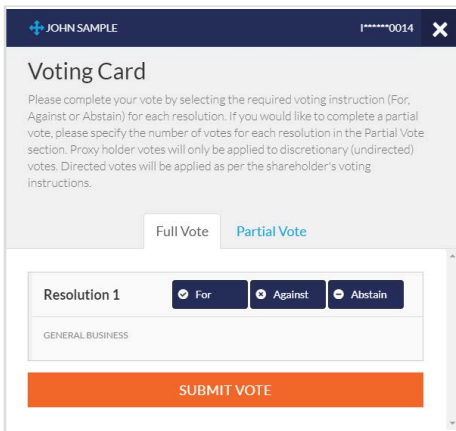 JOHN SAMPLE I******0014
Voting Card
Please complete your vote by selecting the required voting instruction (For,
Against or Abstain) for each resolution. If you would like to complete a partial
vote, please specify the number of votes for each resolution in the Partial Vote
section. Proxy holder votes will only be applied to discretionary (undirected)
votes. Directed votes will be applied as per the shareholder's voting
instructions.
Full Vote Partial Vote
Resolution 1 For Against Abstain
GENERAL BUSINESS
SUBMIT VOTE